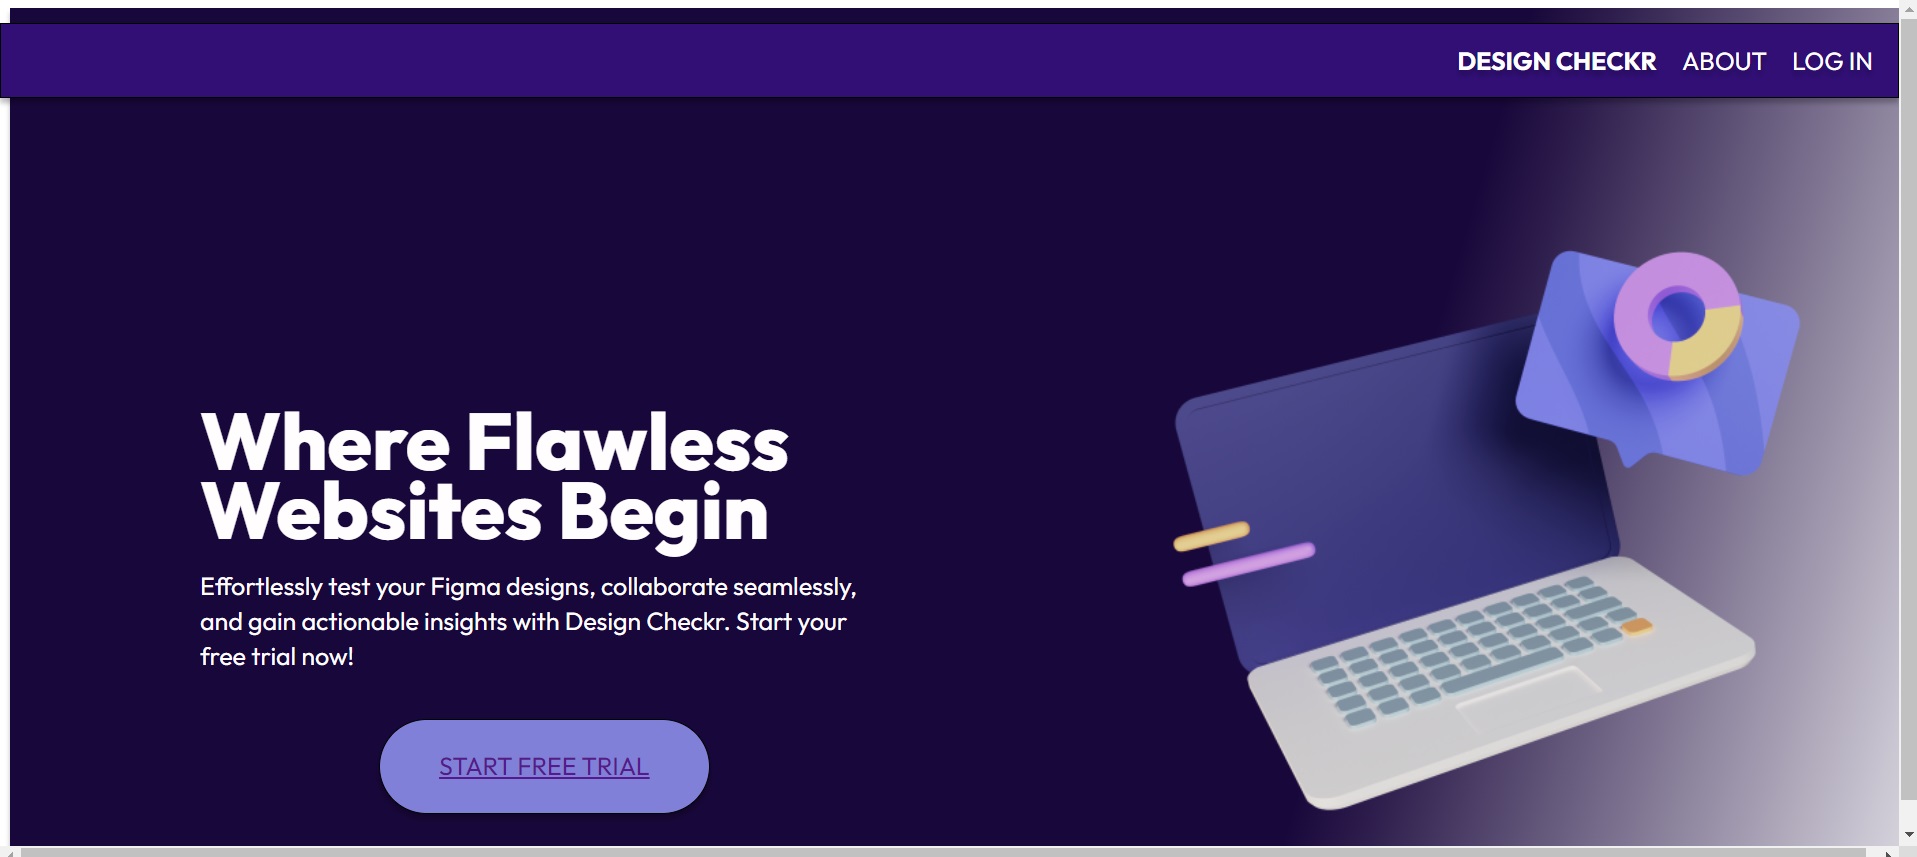 DESIGN CHECKR ABOUT LOG IN
Where Flawless
Websites Begin
Effortlessly test your Figma designs, collaborate seamlessly,
and gain actionable insights with Design Checkr. Start your
free trial now!
START FREE TRIAL